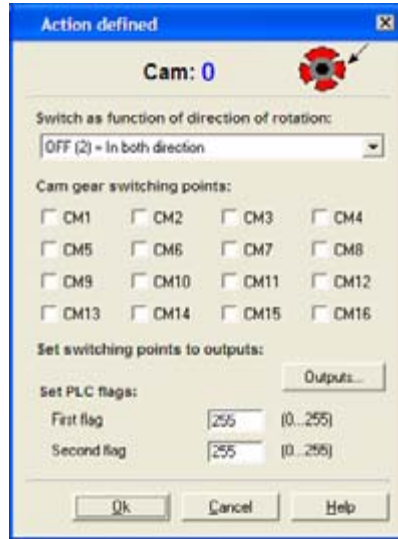 Action defined
Cam: 0
Switch as function of direction of rotation:
OFF (2) = In both direction
Cam gear switching points:
CM1 CM2 CM3 CM4
CM5 CM6 CM7 CM8
CM9 CM10 CM11 CM12
CM13 CM14 CM15 CM16
Set switching points to outputs:
Outputs...
Set PLC flags:
First flag 255 (0...255)
Second flag 255 (0...255)
Ok Cancel Help